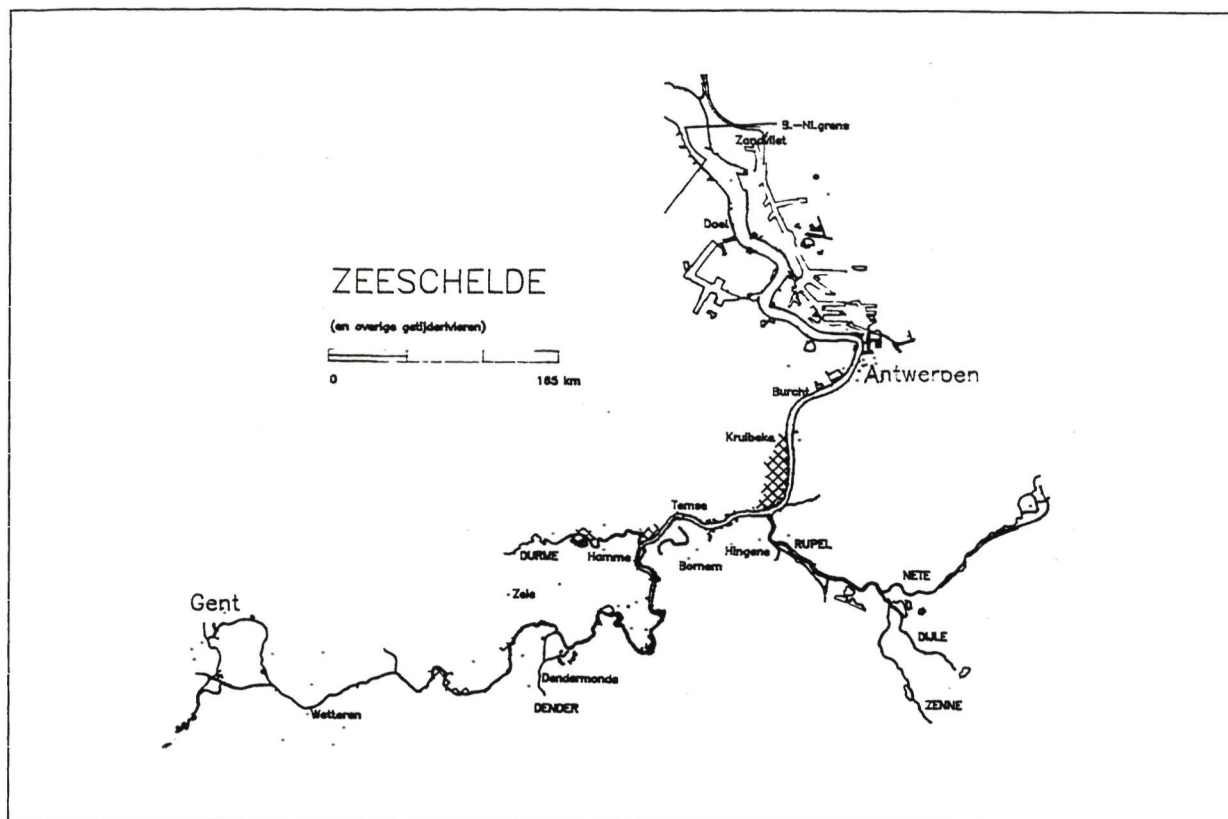 B.-NI.grens
Zandvliet
Doel
ZEESCHELDE
(en overige getijderivieren)
0 185 km
Antwerpen
Burcht
Kruibeke
Temse
DURME
Hamme
Bornem
Hingene
RUPEL
NETE
Zele
Gent
DIJLE
Dendermonde
DENDER
Wetteren
ZENNE